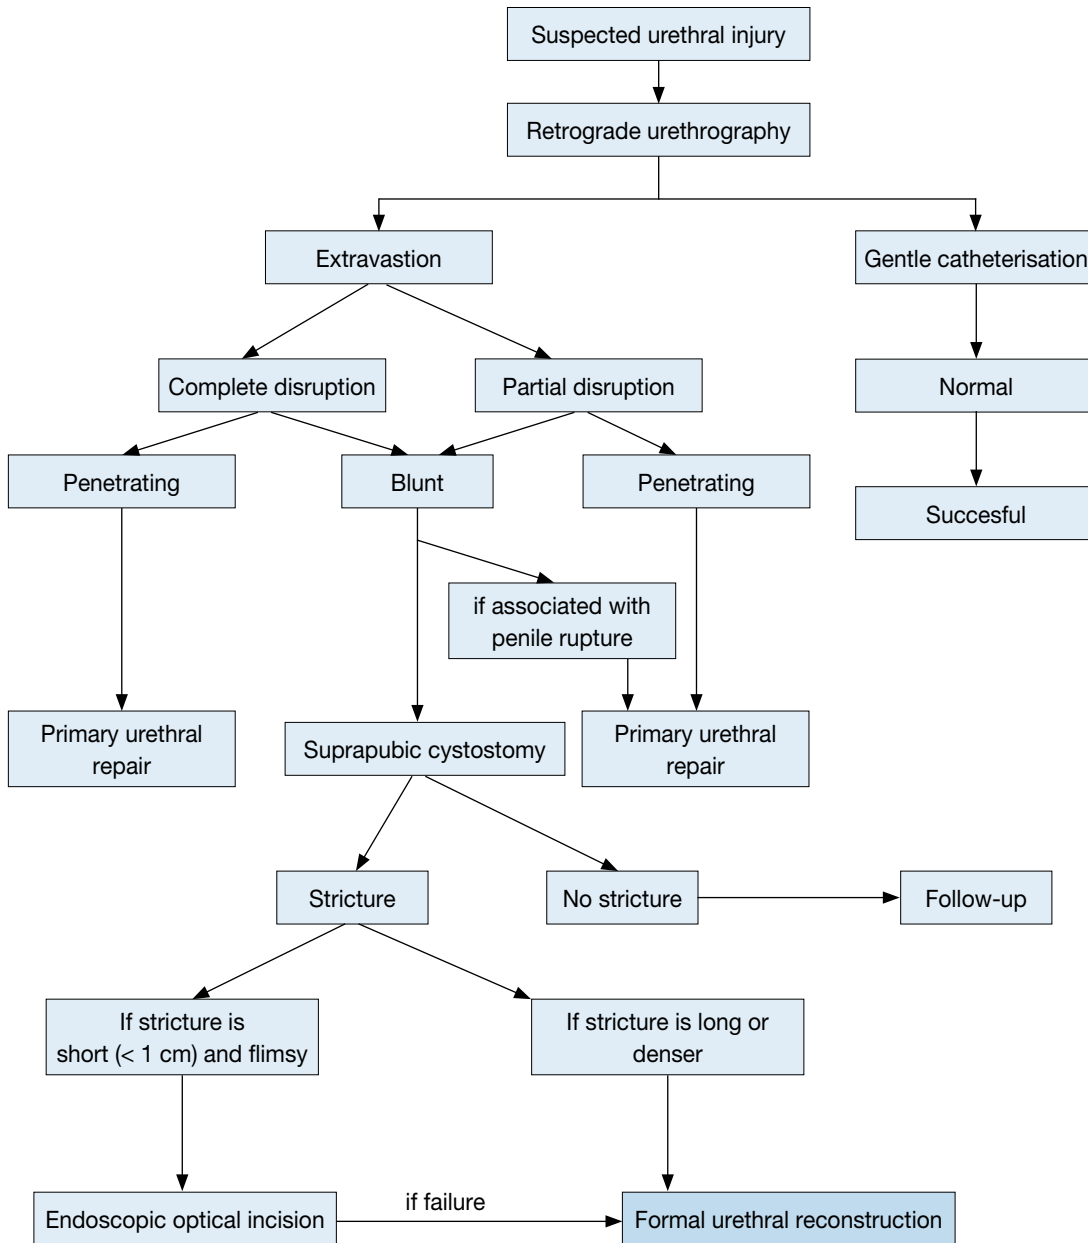 Suspected urethral injury
Retrograde urethrography
Extravastion
Gentle catheterisation
Complete disruption
Partial disruption
Normal
Penetrating
Blunt
Penetrating
Succesful
if associated with
penile rupture
Primary urethral
repair
Suprapubic cystostomy
Primary urethral
repair
Stricture
No stricture
Follow-up
If stricture is
short (< 1 cm) and flimsy
If stricture is long or
denser
Endoscopic optical incision
if failure
Formal urethral reconstruction